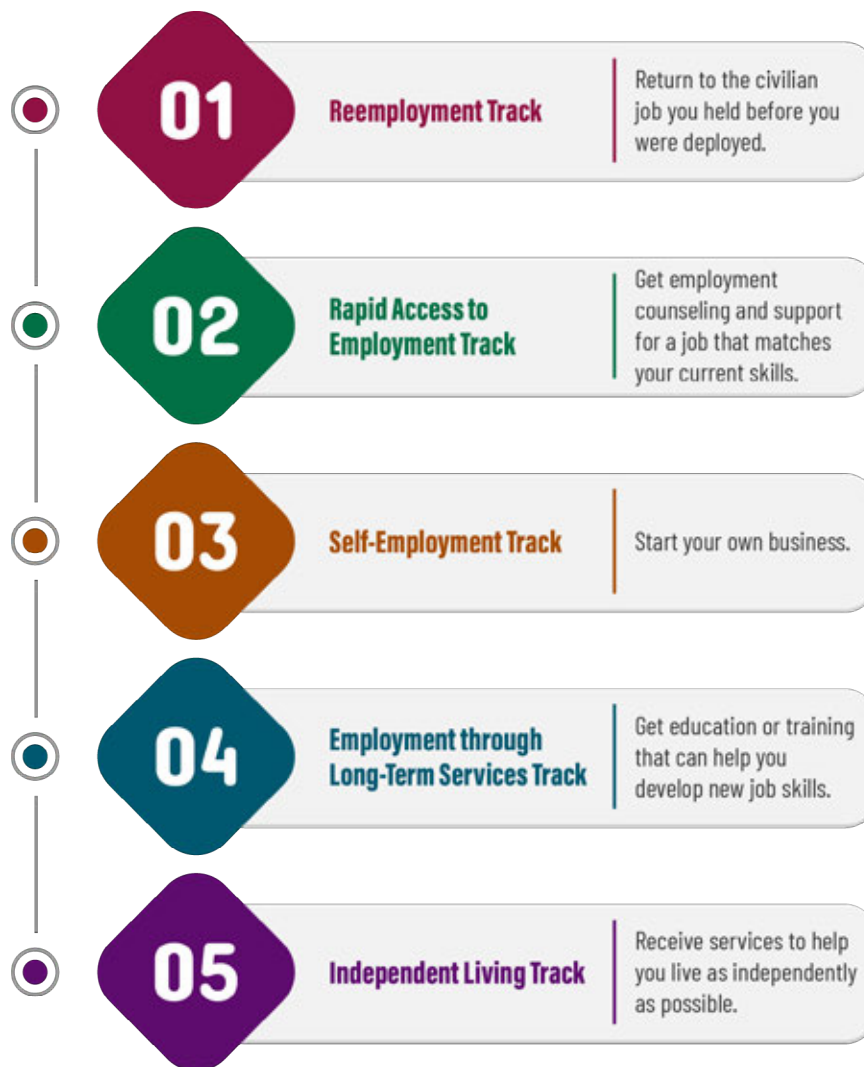 01
Reemployment Track
Return to the civilian
job you held before you
were deployed.
02
Rapid Access to
Employment Track
Get employment
counseling and support
for a job that matches
your current skills.
03
Self-Employment Track
Start your own business.
04
Employment through
Long-Term Services Track
Get education or training
that can help you
develop new job skills.
05
Independent Living Track
Receive services to help
you live as independently
as possible.